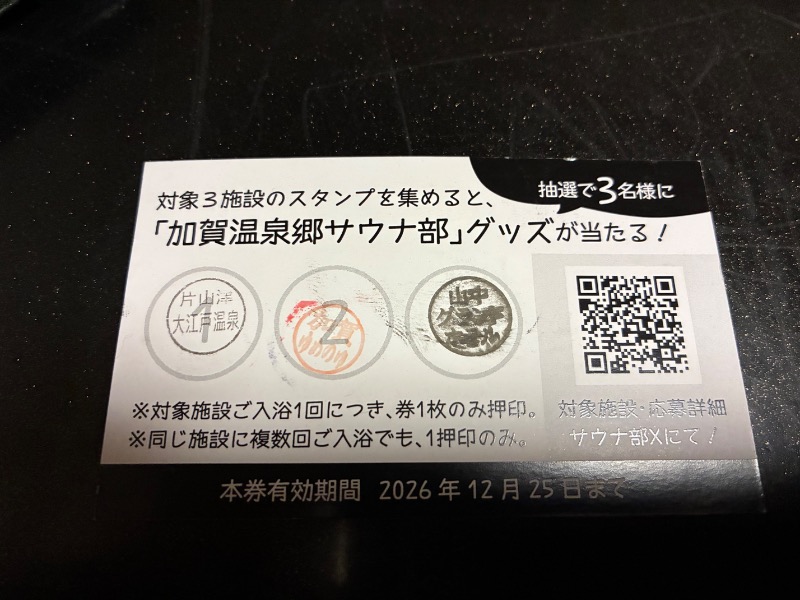 抽選で3名様に
対象3施設のスタンプを集めると、
「加賀温泉郷サウナ部」グッズが当たる!
1
片山津
大江戸温泉
2
ゆのゆ
山中
※対象施設ご入浴1回につき、券1枚のみ押印。
※同じ施設に複数回ご入浴でも、1押印のみ。
対象施設・応募詳細
サウナ部Xにて!
本券有効期間 2026年12月25日まで